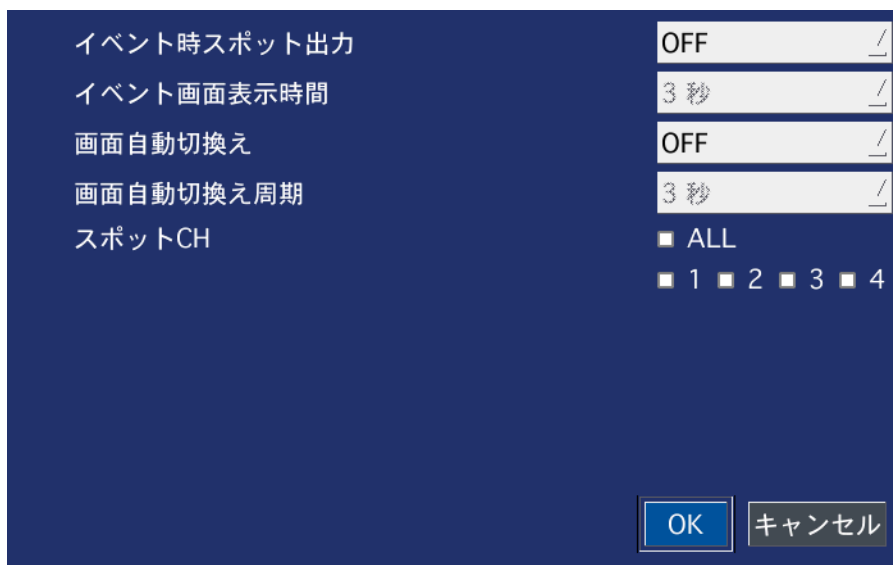 イベント時スポット出力 OFF
イベント画面表示時間 3 秒
画面自動切換え OFF
画面自動切換え周期 3 秒
スポットCH ALL
1 2 3 4
OK キャンセル